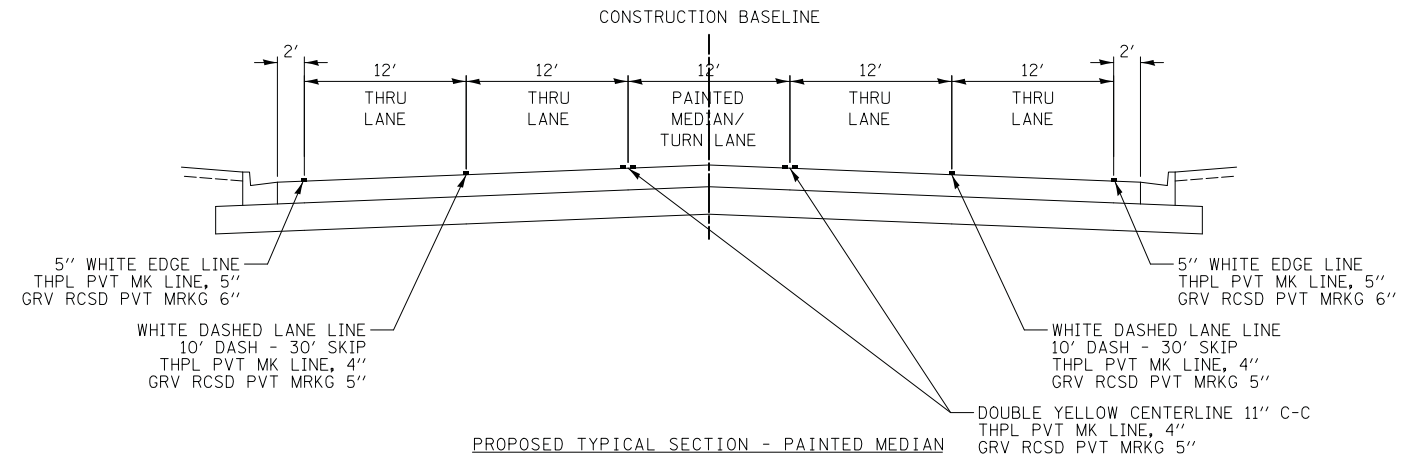 CONSTRUCTION BASELINE
2' 12' 12' 12' 12' 12' 2'
THRU
LANE
THRU
LANE
PAINTED
MEDIAN/
TURN LANE
THRU
LANE
THRU
LANE
5" WHITE EDGE LINE
THPL PVT MK LINE, 5"
GRV RCSD PVT MRKG 6"
5" WHITE EDGE LINE
THPL PVT MK LINE, 5"
GRV RCSD PVT MRKG 6"
WHITE DASHED LANE LINE
10' DASH - 30' SKIP
THPL PVT MK LINE, 4"
GRV RCSD PVT MRKG 5"
WHITE DASHED LANE LINE
10' DASH - 30' SKIP
THPL PVT MK LINE, 4"
GRV RCSD PVT MRKG 5"
DOUBLE YELLOW CENTERLINE 11" C-C
THPL PVT MK LINE, 4"
GRV RCSD PVT MRKG 5"
PROPOSED TYPICAL SECTION - PAINTED MEDIAN